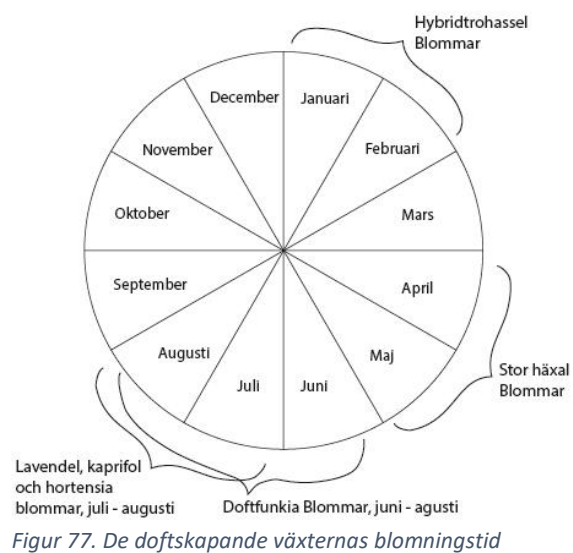 Hybridtrohassel
Blommar
December
Januari
November
Februari
Oktober
Mars
September
April
Augusti
Maj
Juli
Juni
Stor häxal
Blommar
Lavendel, kaprifol
och hortensia
blommar, juli - augusti
Doftfunkia Blommar, juni - agusti
Figur 77. De doftskapande växternas blomningstid